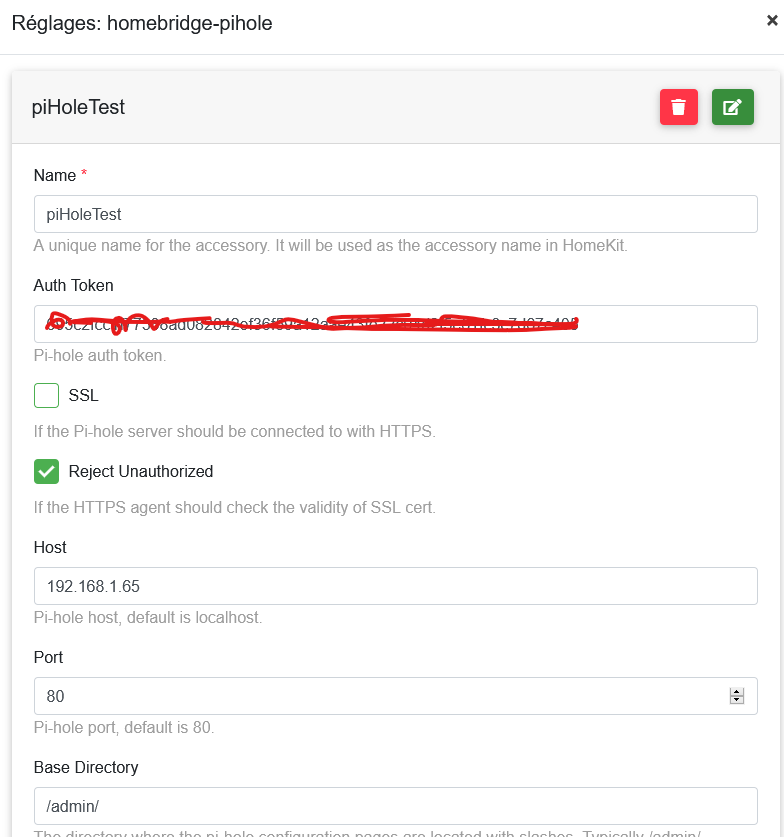 Réglages: homebridge-pihole
×
piHoleTest
Name *
piHoleTest
A unique name for the accessory. It will be used as the accessory name in HomeKit.
Auth Token
Pi-hole auth token.
SSL
If the Pi-hole server should be connected to with HTTPS.
Reject Unauthorized
If the HTTPS agent should check the validity of SSL cert.
Host
192.168.1.65
Pi-hole host, default is localhost.
Port
80
Pi-hole port, default is 80.
Base Directory
/admin/
The directory where the pi-hole configuration pages are located with slashes. Typically /admin/